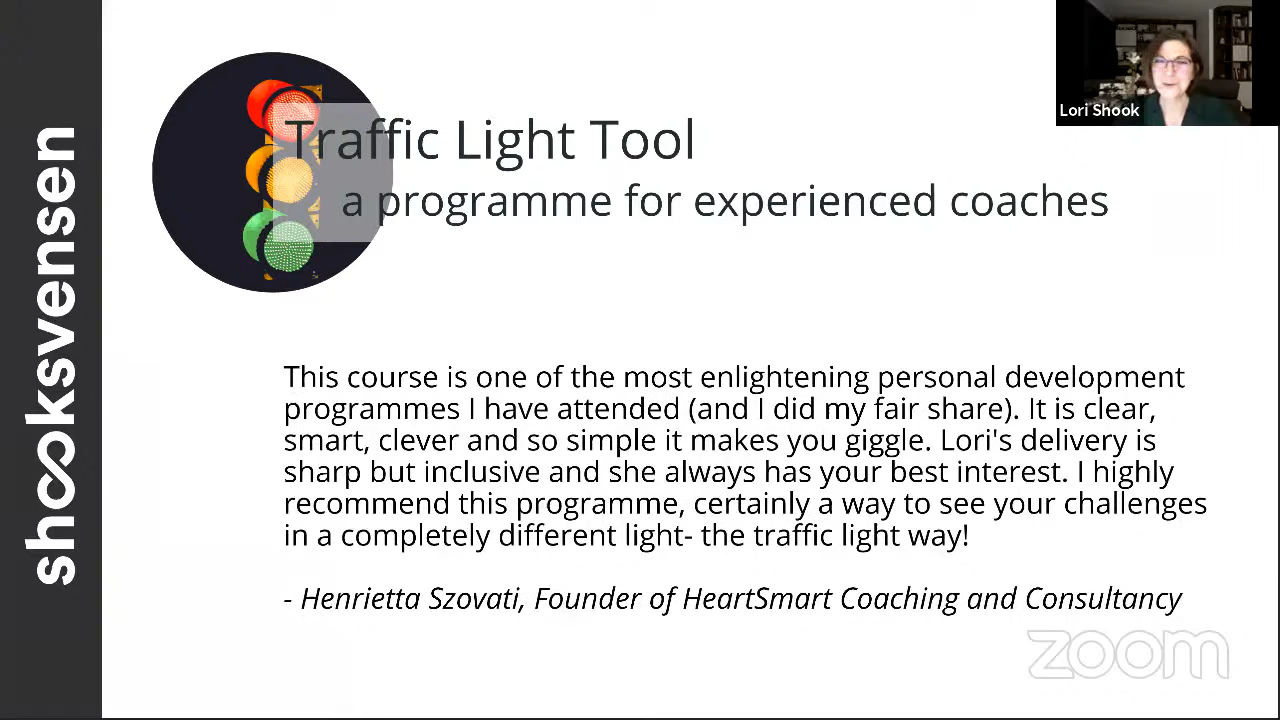 Lori Shook
Traffic Light Tool
a programme for experienced coaches
shooksvensen
This course is one of the most enlightening personal development
programmes I have attended (and I did my fair share). It is clear,
smart, clever and so simple it makes you giggle. Lori's delivery is
sharp but inclusive and she always has your best interest. I highly
recommend this programme, certainly a way to see your challenges
in a completely different light- the traffic light way!
- Henrietta Szovati, Founder of HeartSmart Coaching and Consultancy
zoom